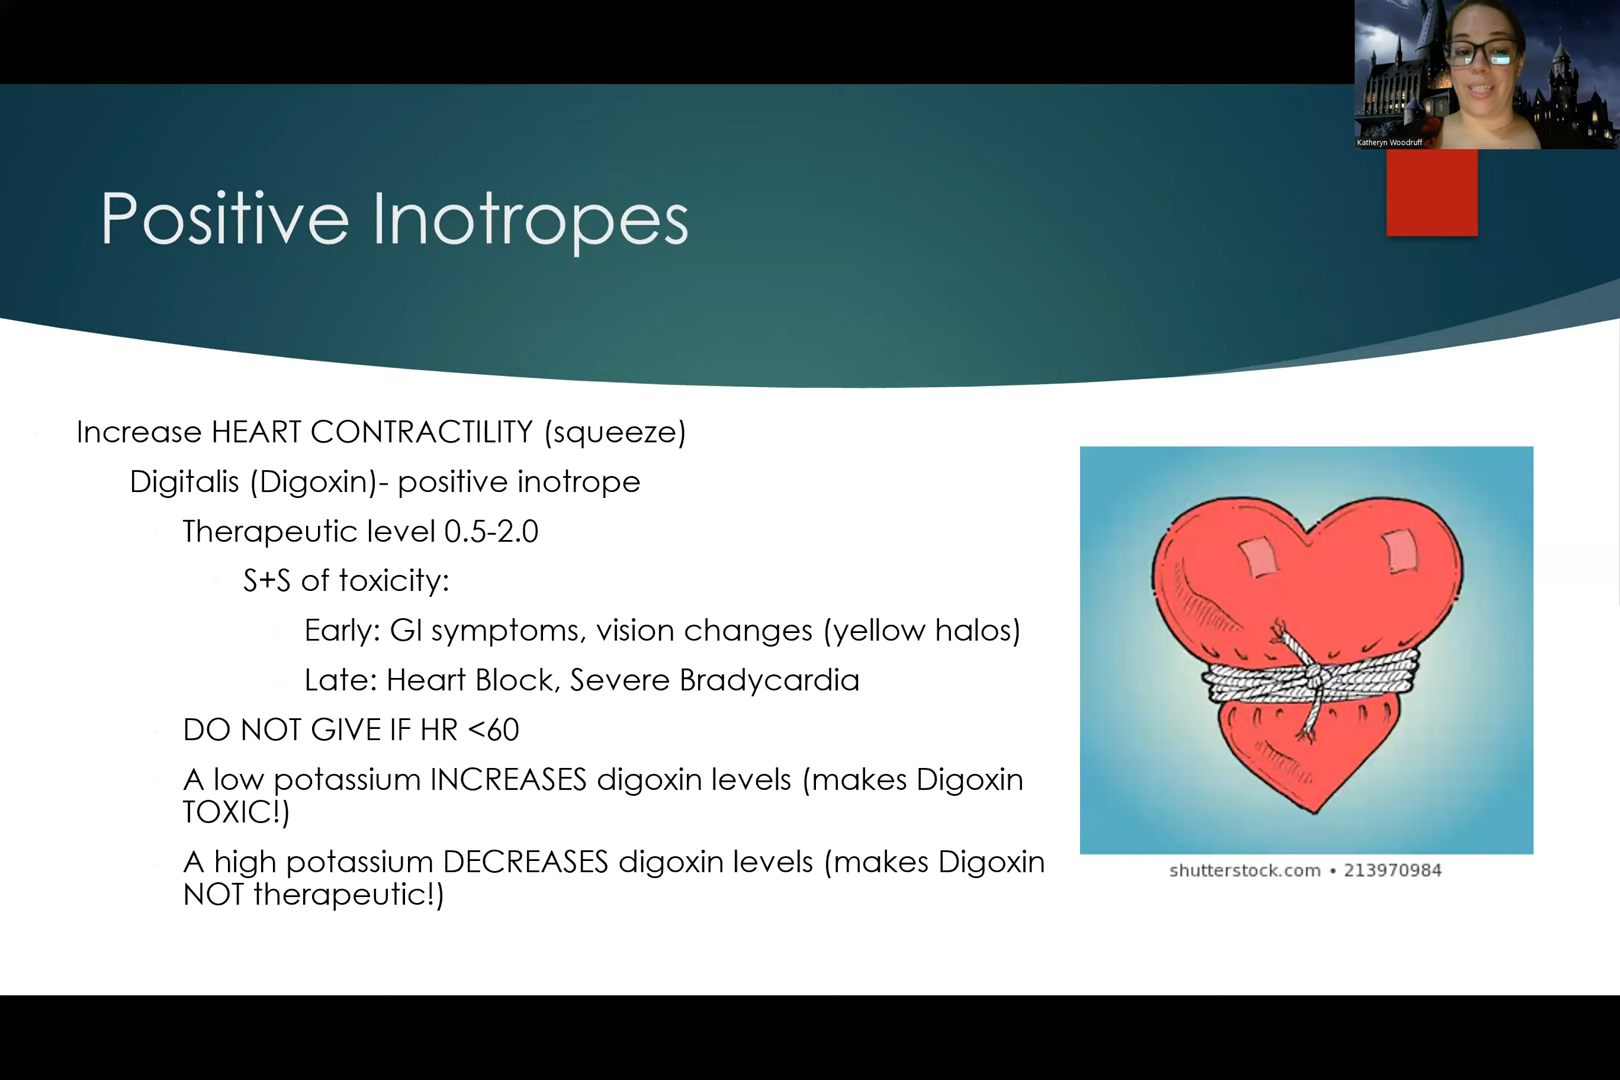 Katheryn Woodruff
Positive Inotropes
Increase HEART CONTRACTILITY (squeeze)
Digitalis (Digoxin)- positive inotrope
Therapeutic level 0.5-2.0
S+S of toxicity:
Early: GI symptoms, vision changes (yellow halos)
Late: Heart Block, Severe Bradycardia
DO NOT GIVE IF HR <60
A low potassium INCREASES digoxin levels (makes Digoxin
TOXIC!)
A high potassium DECREASES digoxin levels (makes Digoxin
NOT therapeutic!)
shutterstock.com • 213970984